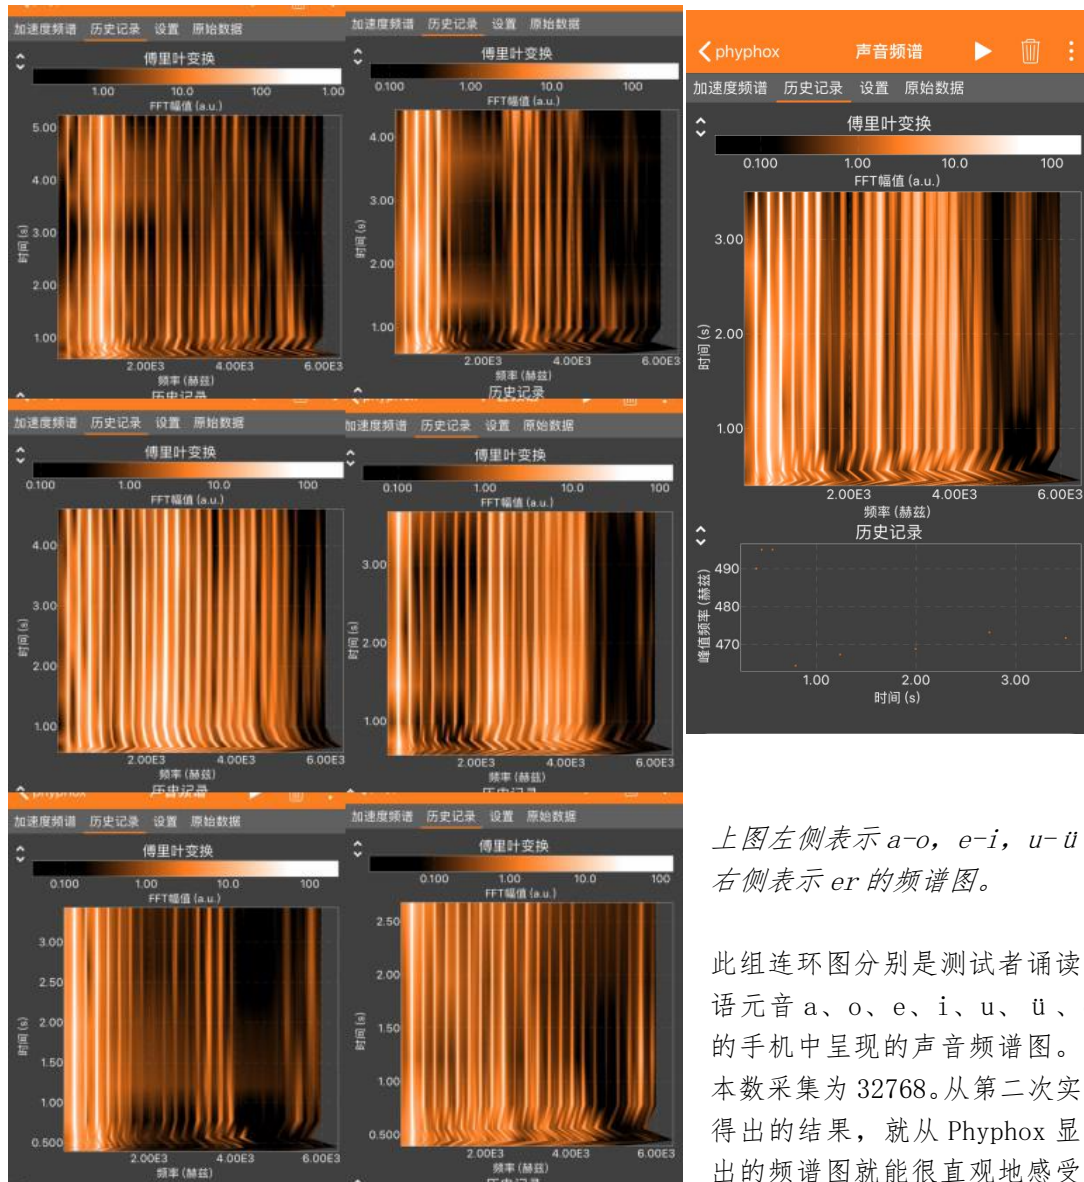 加速度频谱 历史记录 设置 原始数据
傅里叶变换
1.00 10.0 100 1.00
FFT幅值 (a.u.)
5.00
4.00
3.00
2.00
1.00
时间 (s)
2.00E3 4.00E3 6.00E3
频率 (赫兹)
历史记录
加速度频谱 历史记录 设置 原始数据
傅里叶变换
0.100 1.00 10.0 100
FFT幅值 (a.u.)
4.00
3.00
2.00
1.00
时间 (s)
2.00E3 4.00E3 6.00E3
频率 (赫兹)
历史记录
phyphox 声音频谱
加速度频谱 历史记录 设置 原始数据
傅里叶变换
0.100 1.00 10.0 100
FFT幅值 (a.u.)
3.00
2.00
1.00
时间 (s)
2.00E3 4.00E3 6.00E3
频率 (赫兹)
历史记录
490
480
470
峰值频率 (赫兹)
1.00 2.00 3.00
时间 (s)
加速度频谱 历史记录 设置 原始数据
傅里叶变换
0.100 1.00 10.0 100
FFT幅值 (a.u.)
4.00
3.00
2.00
1.00
时间 (s)
2.00E3 4.00E3 6.00E3
频率 (赫兹)
历史记录
加速度频谱 历史记录 设置 原始数据
傅里叶变换
0.100 1.00 10.0 100
FFT幅值 (a.u.)
3.00
2.00
1.00
时间 (s)
2.00E3 4.00E3 6.00E3
频率 (赫兹)
历史记录
phyphox 声音频谱
加速度频谱 历史记录 设置 原始数据
傅里叶变换
0.100 1.00 10.0 100
FFT幅值 (a.u.)
3.00
2.50
2.00
1.50
1.00
0.500
时间 (s)
2.00E3 4.00E3 6.00E3
频率 (赫兹)
加速度频谱 历史记录 设置 原始数据
傅里叶变换
0.100 1.00 10.0 100
FFT幅值 (a.u.)
2.50
2.00
1.50
1.00
0.500
时间 (s)
2.00E3 4.00E3 6.00E3
频率 (赫兹)
历史记录
上图左侧表示 a-o，e-i，u-ü
右侧表示 er 的频谱图。
此组连环图分别是测试者诵读
语元音 a、o、e、i、u、ü、
的手机中呈现的声音频谱图。
本数采集为 32768。从第二次实
得出的结果，就从 Phyphox 显
出的频谱图就能很直观地感受